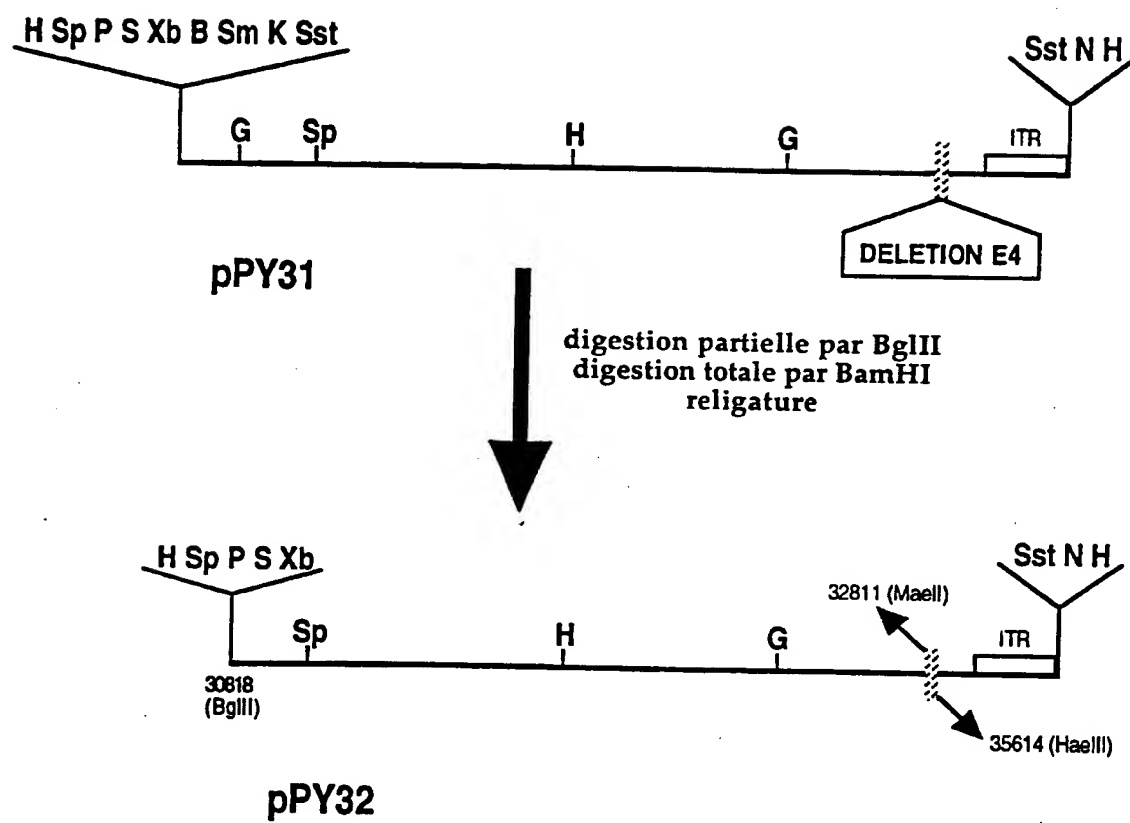 H Sp P S Xb B Sm K Sst
Sst N H
G
Sp
H
G
ITR
DELETION E4
pPY31
digestion partielle par BglII
digestion totale par BamHI
religature
H Sp P S Xb
Sst N H
32811 (MaeII)
Sp
H
G
ITR
30818
(BglII)
35614 (HaeIII)
pPY32